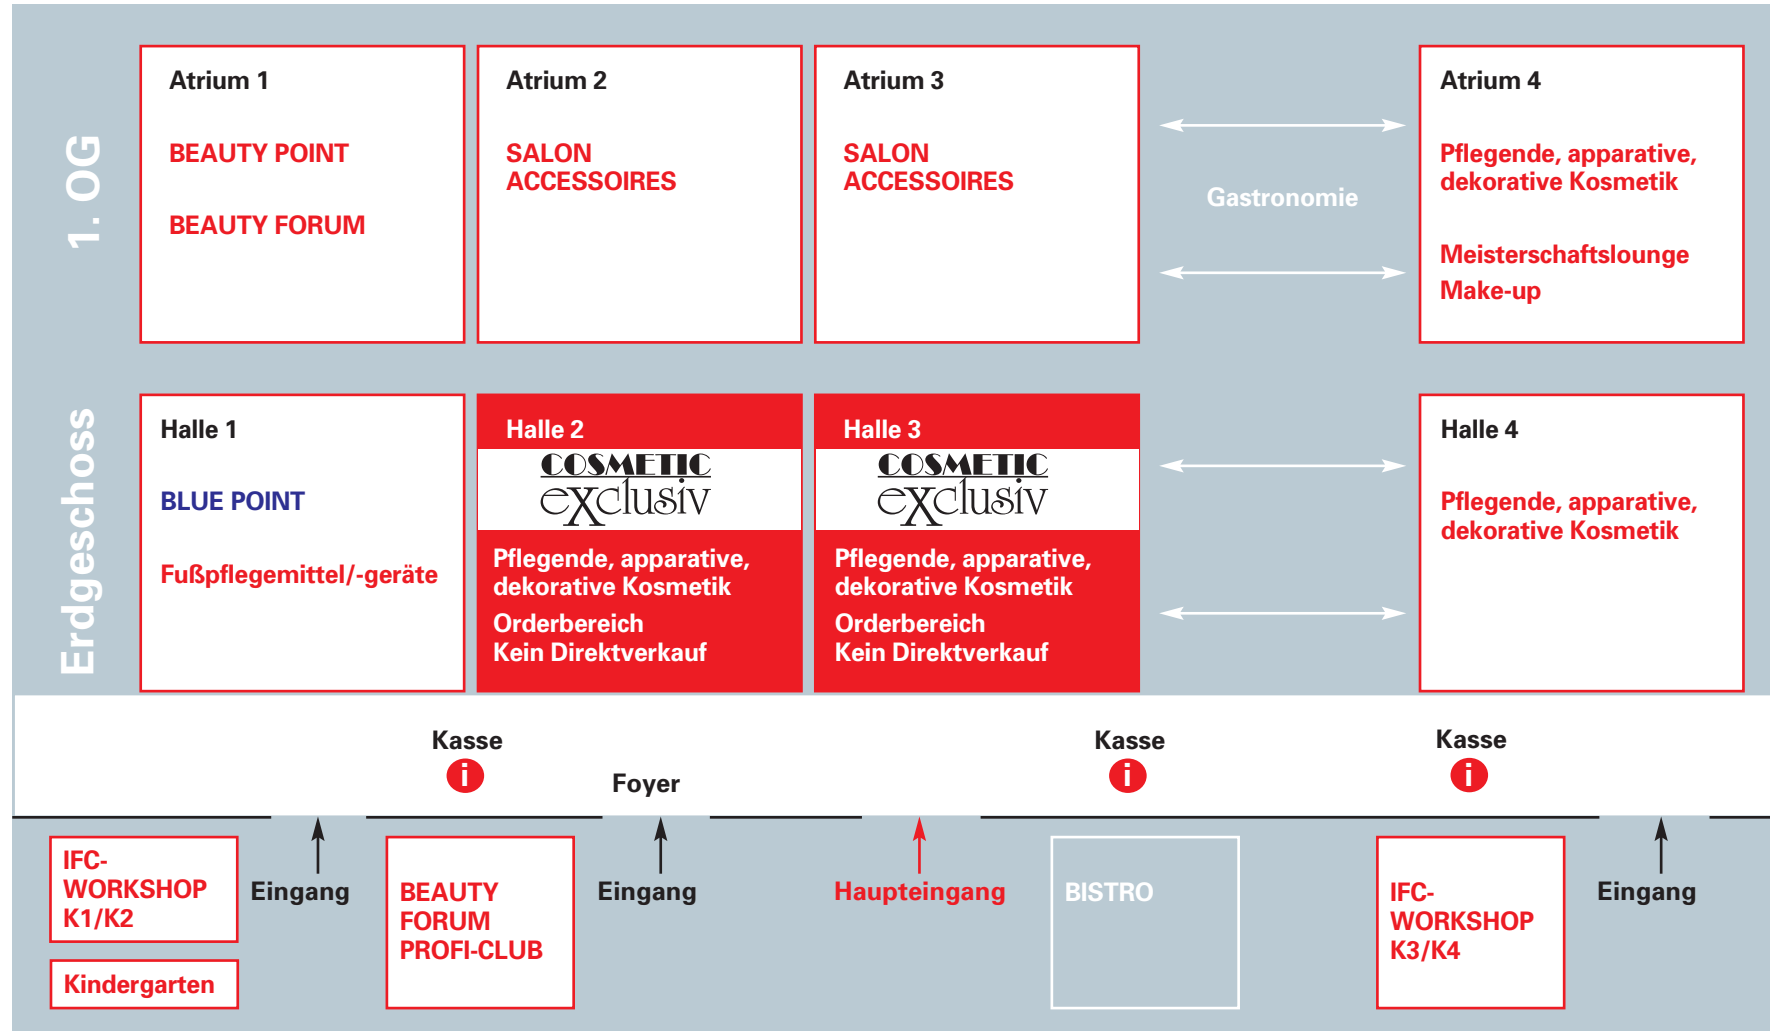 1. OG
Atrium 1
BEAUTY POINT
BEAUTY FORUM
Atrium 2
SALON
ACCESSOIRES
Atrium 3
SALON
ACCESSOIRES
Gastronomie
Atrium 4
Pflegende, apparative,
dekorative Kosmetik
Meisterschaftslounge
Make-up
Erdgeschoss
Halle 1
BLUE POINT
Fußpflegemittel/-geräte
Halle 2
COSMETIC
exclusiv
Pflegende, apparative,
dekorative Kosmetik
Orderbereich
Kein Direktverkauf
Halle 3
COSMETIC
exclusiv
Pflegende, apparative,
dekorative Kosmetik
Orderbereich
Kein Direktverkauf
Halle 4
Pflegende, apparative,
dekorative Kosmetik
Kasse
i
Foyer
Kasse
i
Kasse
i
IFC-
WORKSHOP
K1/K2
Kindergarten
Eingang
BEAUTY
FORUM
PROFI-CLUB
Eingang
Haupteingang
BISTRO
IFC-
WORKSHOP
K3/K4
Eingang